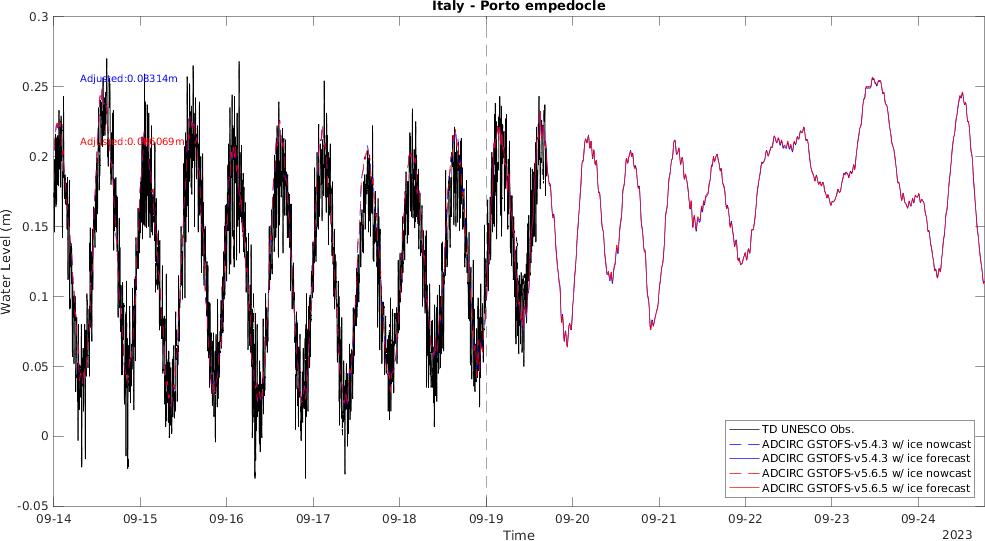 Italy - Porto empedocle
Water Level (m)
0.3
0.25
0.2
0.15
0.1
0.05
0
-0.05
Adjusted:0.08314m
Adjusted:0.086069m
TD UNESCO Obs.
ADCIRC GSTOFS-v5.4.3 w/ ice nowcast
ADCIRC GSTOFS-v5.4.3 w/ ice forecast
ADCIRC GSTOFS-v5.6.5 w/ ice nowcast
ADCIRC GSTOFS-v5.6.5 w/ ice forecast
09-14 09-15 09-16 09-17 09-18 09-19 09-20 09-21 09-22 09-23 09-24
Time
2023